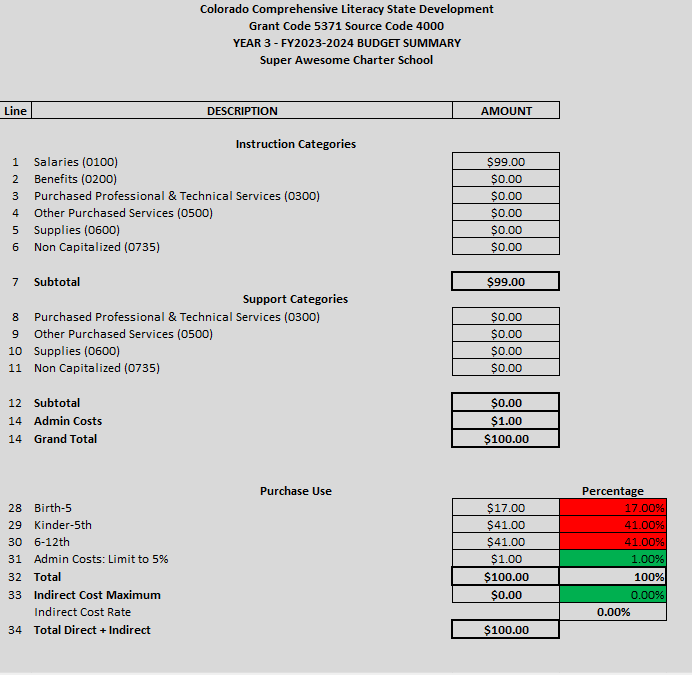 Colorado Comprehensive Literacy State Development
Grant Code 5371 Source Code 4000
YEAR 3 - FY2023-2024 BUDGET SUMMARY
Super Awesome Charter School
Line DESCRIPTION AMOUNT
Instruction Categories
1 Salaries (0100) $99.00
2 Benefits (0200) $0.00
3 Purchased Professional & Technical Services (0300) $0.00
4 Other Purchased Services (0500) $0.00
5 Supplies (0600) $0.00
6 Non Capitalized (0735) $0.00
7 Subtotal $99.00
Support Categories
8 Purchased Professional & Technical Services (0300) $0.00
9 Other Purchased Services (0500) $0.00
10 Supplies (0600) $0.00
11 Non Capitalized (0735) $0.00
12 Subtotal $0.00
14 Admin Costs $1.00
14 Grand Total $100.00
Purchase Use Percentage
28 Birth-5 $17.00 17.00%
29 Kinder-5th $41.00 41.00%
30 6-12th $41.00 41.00%
31 Admin Costs: Limit to 5% $1.00 1.00%
32 Total $100.00 100%
33 Indirect Cost Maximum $0.00 0.00%
Indirect Cost Rate 0.00%
34 Total Direct + Indirect $100.00